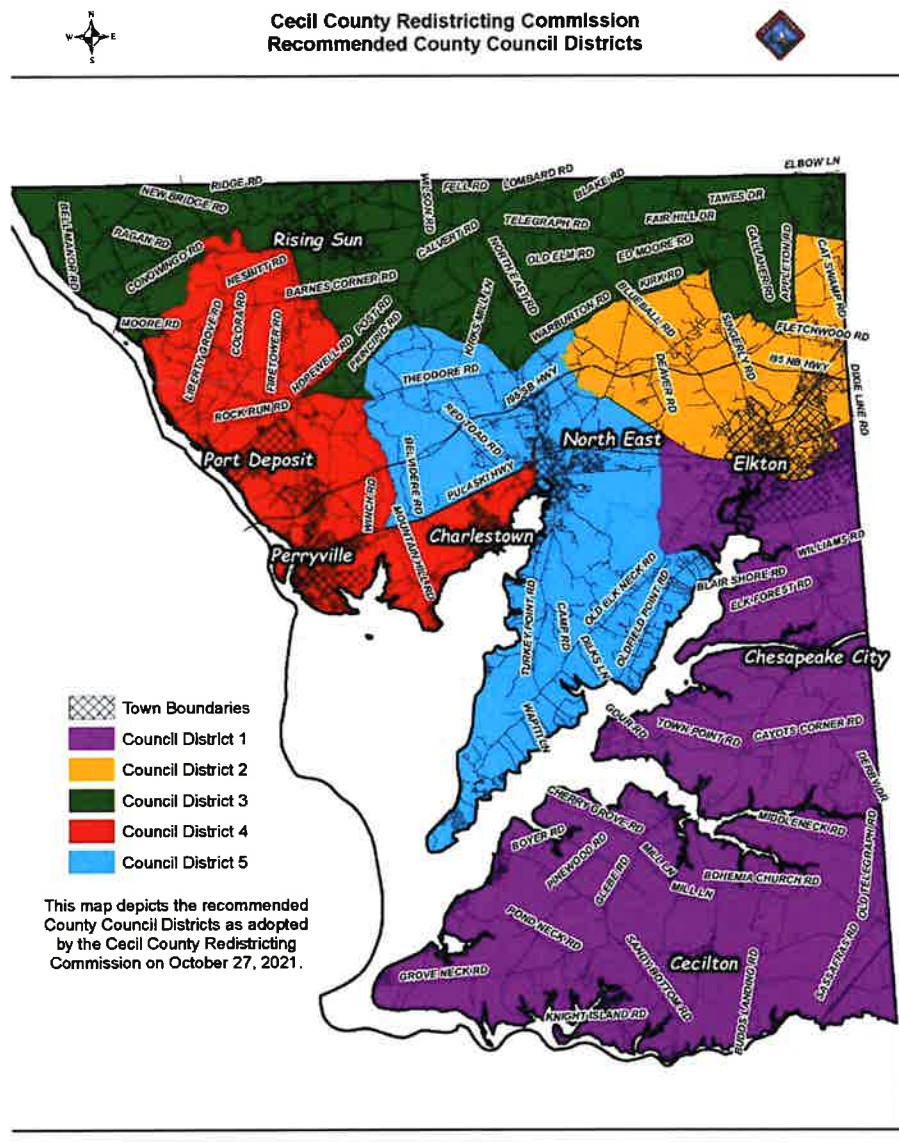 N
W E
S
Cecil County Redistricting Commission
Recommended County Council Districts
ELBOW LN
RIDGE RD
NEW BRIDGE RD
WILSON RD
FELL RD
LOMBARD RD
BLAKE RD
TAWES DR
BELL MANOR RD
RAGAN RD
CONOWINGO RD
Rising Sun
CALVERT RD
TELEGRAPH RD
FAIR HILL DR
NESBITT RD
BARNES CORNER RD
NORTH EAST RD
OLD ELM RD
ED MOORE RD
GALLAHER RD
APPLETON RD
CAT SWAMP RD
KIRK RD
MOORE RD
LIBERTY GROVE RD
COLORA RD
FIRETOWER RD
HOPEWELL RD
POST RD
PRINCIPIO RD
KIRKS MILL LN
WARBURTON RD
BLUEBALL RD
SINGERLY RD
FLETCHWOOD RD
I95 NB HWY
THEODORE RD
I95 SB HWY
DEAVER RD
DIXIE LINE RD
ROCK RUN RD
RED TOAD RD
North East
Port Deposit
BELVIDERE RD
PULASKI HWY
Elkton
WINCH RD
MOUNTAIN HILL RD
Charlestown
Perryville
WILLIAMS RD
BLAIR SHORE RD
ELK FOREST RD
OLD ELK NECK RD
OLDFIELD POINT RD
TURKEY POINT RD
CAMP RD
DILKS LN
Chesapeake City
WAPITI LN
GOUR RD
TOWN POINT RD
CAYOTS CORNER RD
DERBY DR
Town Boundaries
Council District 1
Council District 2
Council District 3
Council District 4
Council District 5
CHERRY GROVE RD
MIDDLENECK RD
BOYER RD
PINEWOOD RD
GLEBE RD
MILL LN
MILL LN
BOHEMIA CHURCH RD
OLD TELEGRAPH RD
This map depicts the recommended
County Council Districts as adopted
by the Cecil County Redistricting
Commission on October 27, 2021.
POND NECK RD
SANDY BOTTOM RD
Cecilton
BUDDS LANDING RD
SASSAFRAS RD
GROVE NECK RD
KNIGHT ISLAND RD